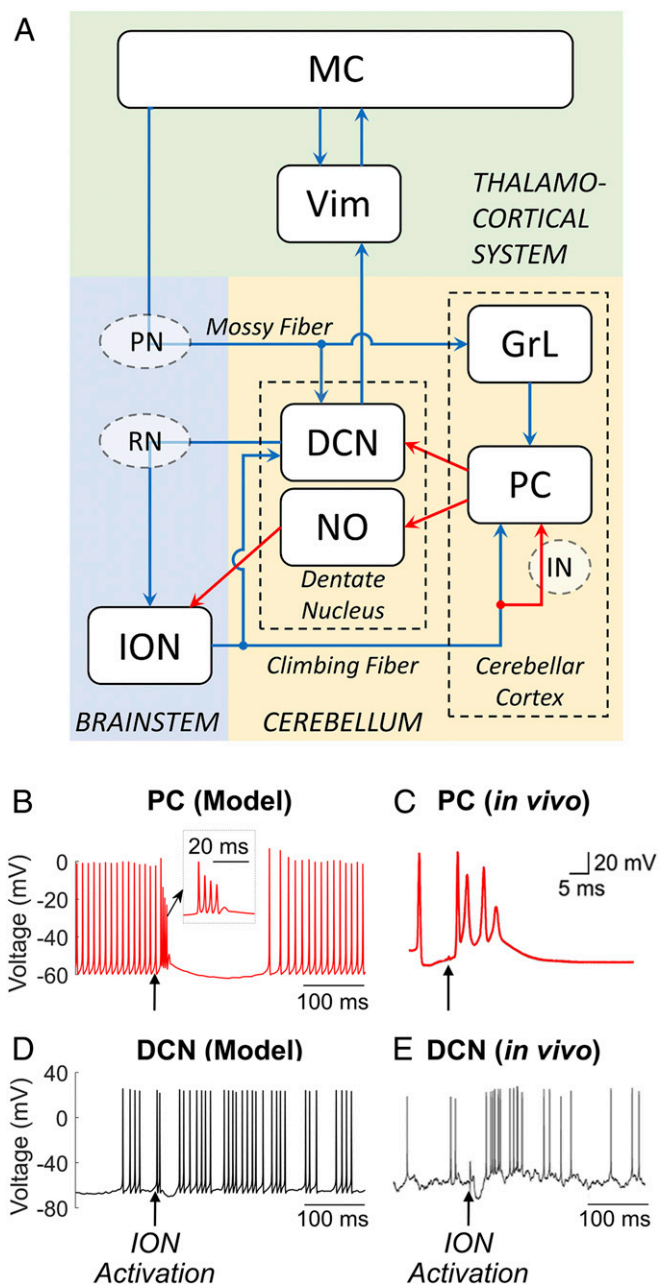 A
MC
Vim
THALAMO-
CORTICAL
SYSTEM
PN
Mossy Fiber
GrL
RN
DCN
PC
NO
IN
Dentate
Nucleus
ION
Climbing Fiber
Cerebellar
Cortex
BRAINSTEM
CEREBELLUM
B
PC (Model)
Voltage (mV)
0
-20
-40
-60
20 ms
100 ms
C
PC (in vivo)
20 mV
5 ms
D
DCN (Model)
Voltage (mV)
40
0
-40
-80
100 ms
ION
Activation
E
DCN (in vivo)
100 ms
ION
Activation